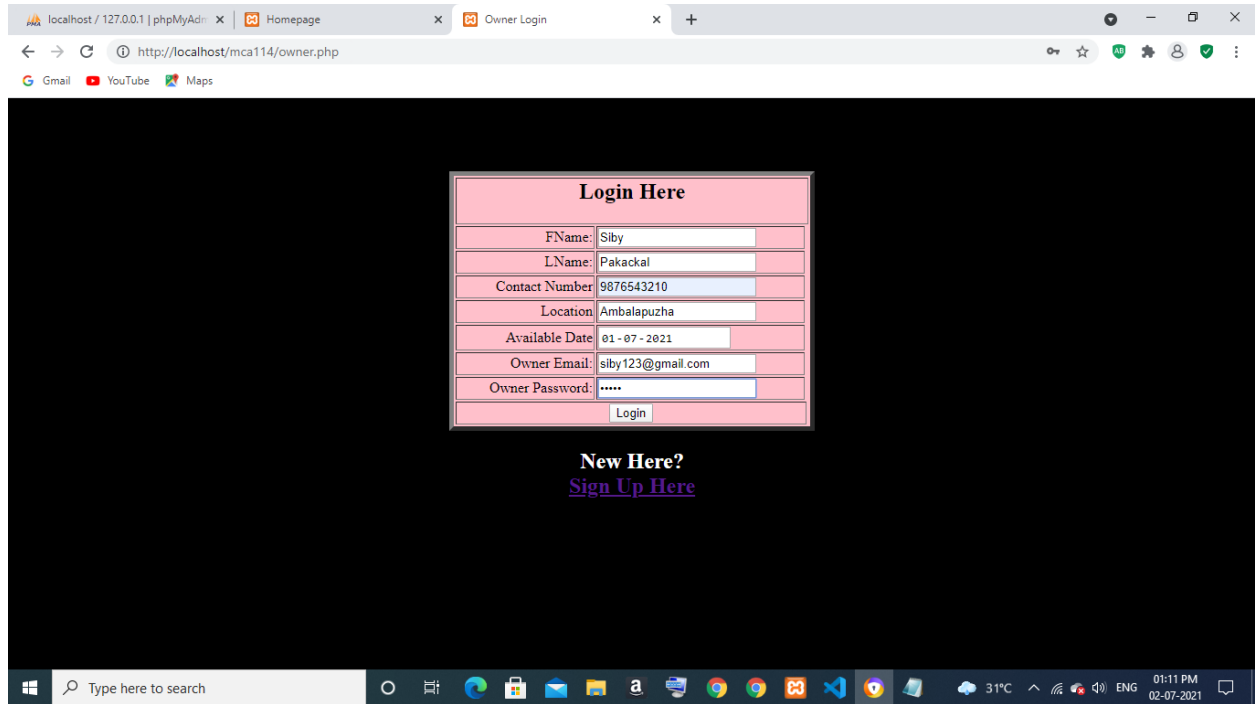 localhost / 127.0.0.1 | phpMyAdm
Homepage
Owner Login
http://localhost/mca114/owner.php
AB
Gmail YouTube Maps
Login Here
FName: Siby
LName: Pakackal
Contact Number 9876543210
Location Ambalapuzha
Available Date 01-07-2021
Owner Email: siby123@gmail.com
Owner Password: •••••
Login
New Here?
Sign Up Here
Type here to search
31°C ENG 01:11 PM
02-07-2021